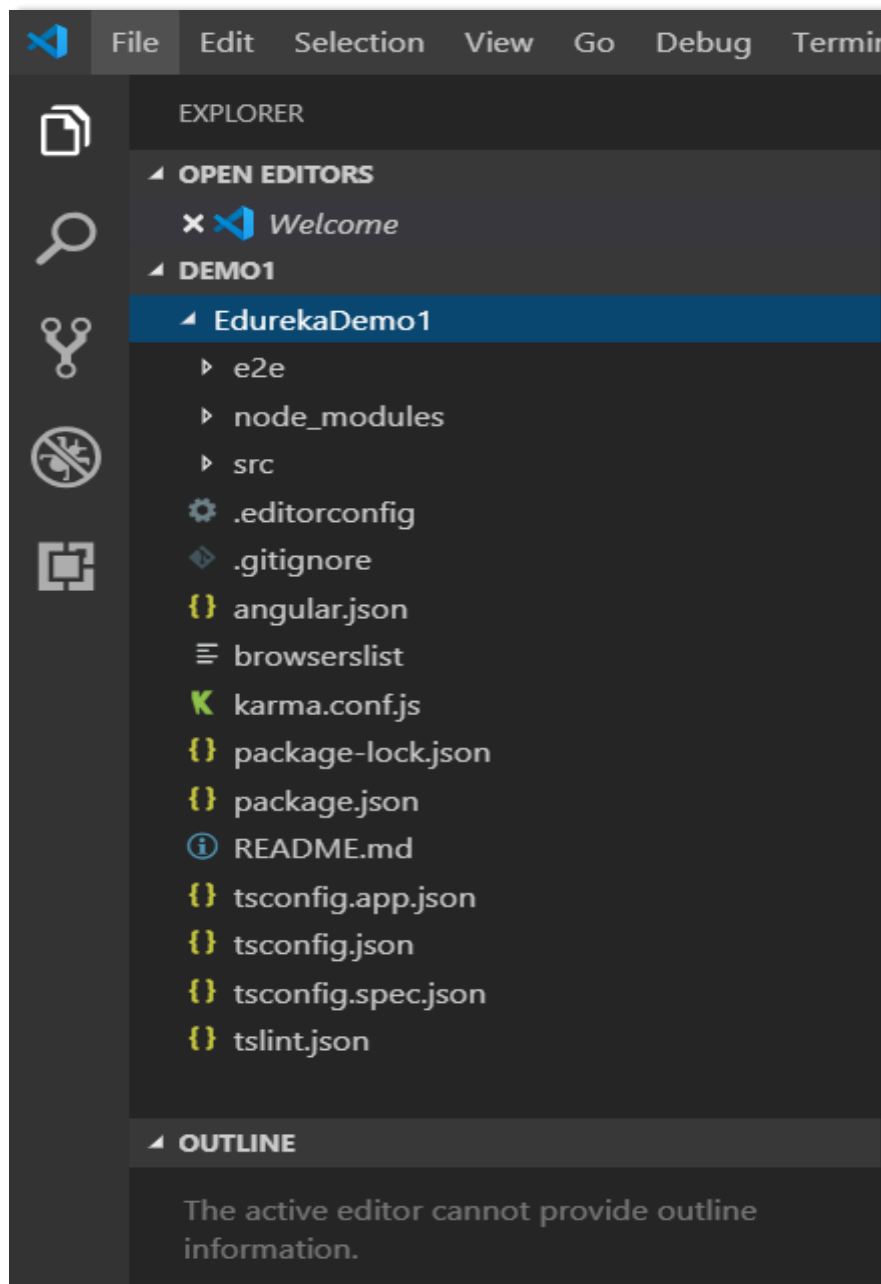 File Edit Selection View Go Debug
EXPLORER
OPEN EDITORS
Welcome
DEMO1
EdurekaDemo1
e2e
node_modules
src
.editorconfig
.gitignore
angular.json
browserslist
karma.conf.js
package-lock.json
package.json
README.md
tsconfig.app.json
tsconfig.json
tsconfig.spec.json
tslint.json
OUTLINE
The active editor cannot provide outline
information.